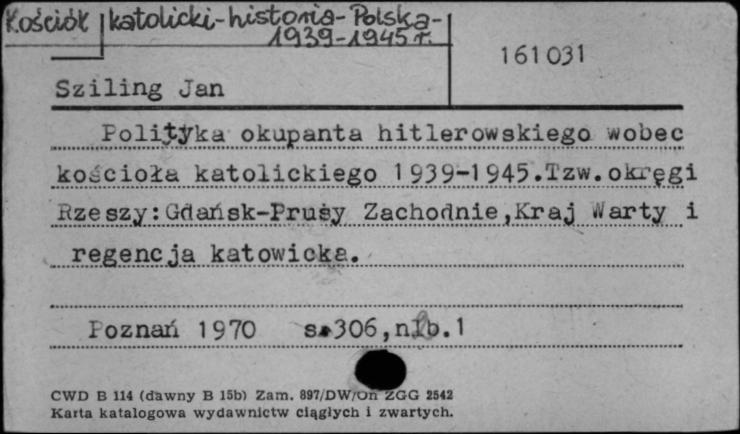 Kościół katolicki-historia-Polska-
1939-1945 r.
161031
Sziling Jan
Polityka okupanta hitlerowskiego wobec
kościoła katolickiego 1939-1945.Tzw.okręgi
Rzeszy:Gdańsk-Prusy Zachodnie,Kraj Warty i
regencja katowicka.
Poznań 1970 s.306,nlb.1
CWD B 114 (dawny B 15b) Zam. 897/DW/On ZGG 2542
Karta katalogowa wydawnictw ciągłych i zwartych.